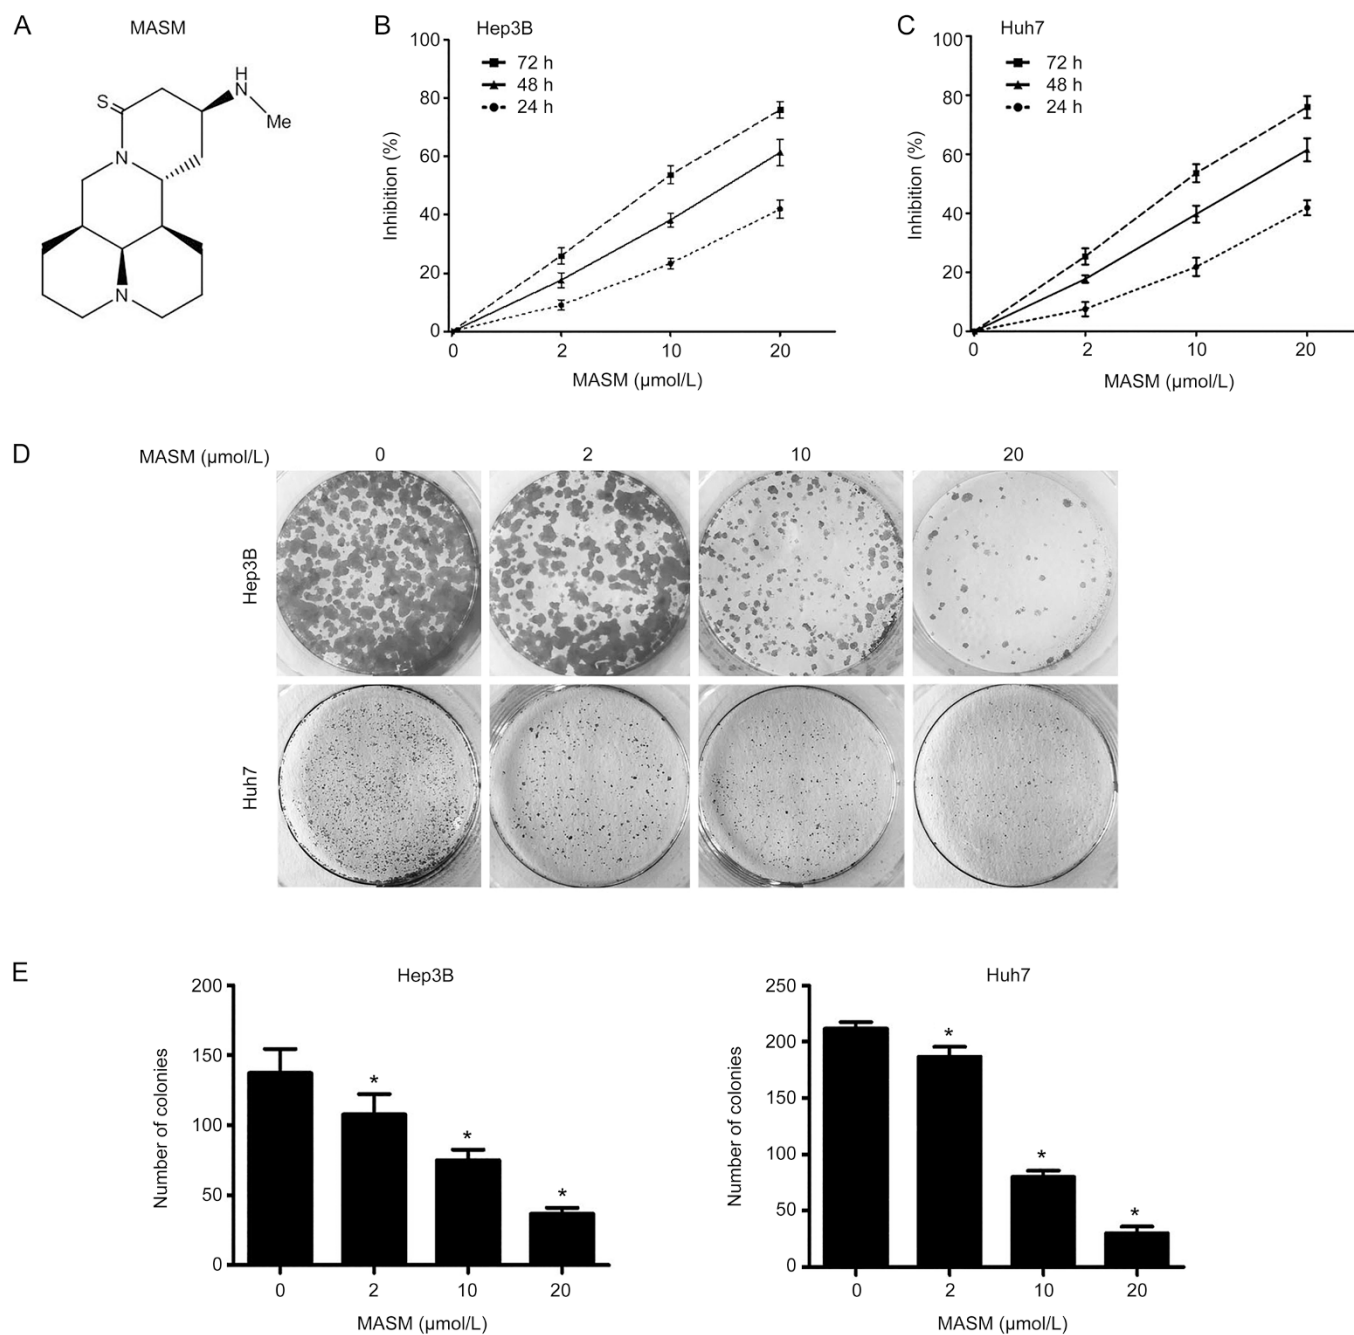 A
MASM
S
H
N
Me
N
N
B
Hep3B
72 h
48 h
24 h
Inhibition (%)
100
80
60
40
20
0
0 2 10 20
MASM (µmol/L)
C
Huh7
72 h
48 h
24 h
Inhibition (%)
100
80
60
40
20
0
0 2 10 20
MASM (µmol/L)
D
MASM (µmol/L) 0 2 10 20
Hep3B
Huh7
E
Hep3B
Number of colonies
200
150
100
50
0
* * *
0 2 10 20
MASM (µmol/L)
Huh7
Number of colonies
250
200
150
100
50
0
* * *
0 2 10 20
MASM (µmol/L)